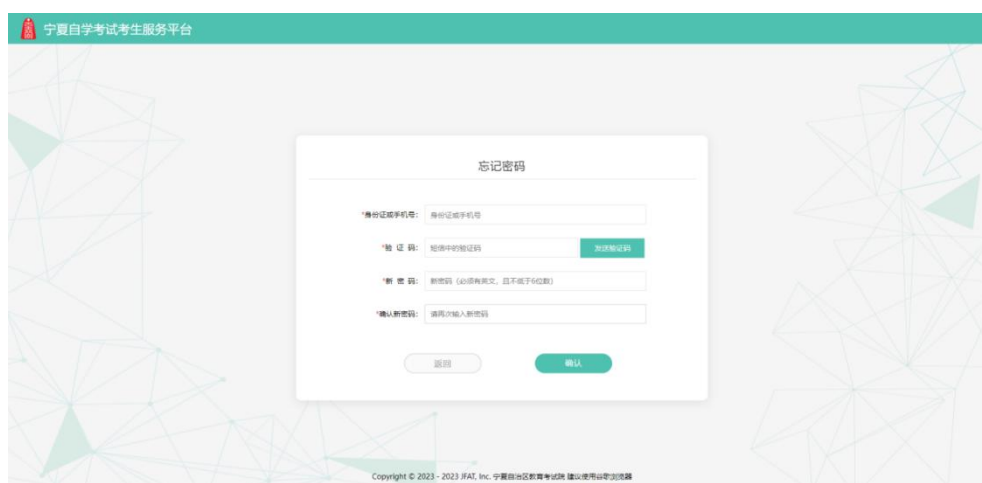 宁夏自学考试考生服务平台
忘记密码
*身份证或手机号: 身份证或手机号
*验 证 码: 短信中的验证码 发送验证码
*新 密 码: 新密码（必须有英文，且不低于6位数）
*确认新密码: 请再次输入新密码
返回 确认
Copyright © 2023 - 2023 JFAT, Inc. 宁夏自治区教育考试院 建议使用谷歌浏览器